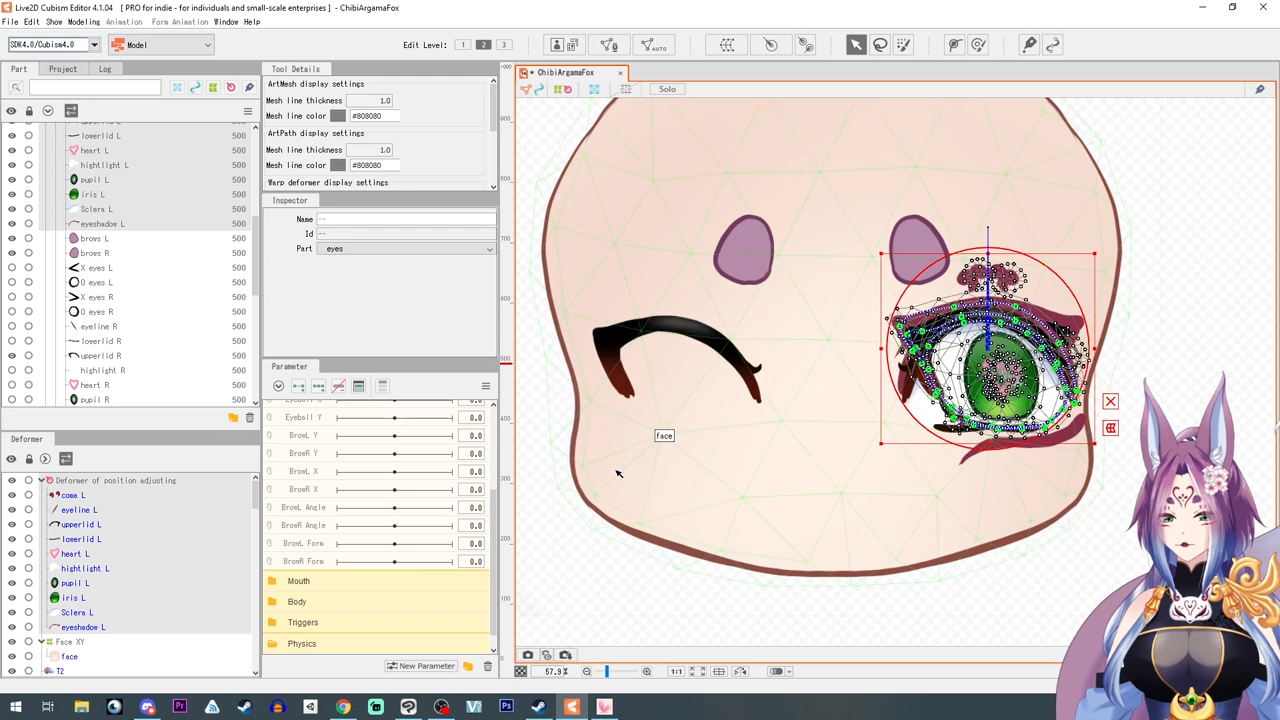 Live2D Cubism Editor 4.1.04 [ PRO for indie - for individuals and small-scale enterprises ] - ChibiArgamaFox
File Edit Show Modeling Animation Form Animation Window Help
SDK4.0/Cubism4.0 Model Edit Level: 1 2 3 AUTO
Part Project Log
lowerlid L 500
heart L 500
hightlight L 500
pupil L 500
iris L 500
Sclera L 500
eyeshadow L 500
brows L 500
brows R 500
X eyes L 500
O eyes L 500
X eyes R 500
O eyes R 500
eyeline R 500
lowerlid R 500
upperlid R 500
highlight R 500
heart R 500
pupil R 500
Deformer
Deformer of position adjusting
coma L
eyeline L
upperlid L
lowerlid L
heart L
hightlight L
pupil L
iris L
Sclera L
eyeshadow L
Face XY
face
T2
Tool Details
ArtMesh display settings
Mesh line thickness 1.0
Mesh line color #808080
ArtPath display settings
Mesh line thickness 1.0
Mesh line color #808080
Warp deformer display settings
Inspector
Name --
Id --
Part eyes
Parameter
Eyeball X 0.0
Eyeball Y 0.0
BrowL Y 0.0
BrowR Y 0.0
BrowL X 0.0
BrowR X 0.0
BrowL Angle 0.0
BrowR Angle 0.0
BrowL Form 0.0
BrowR Form 0.0
Mouth
Body
Triggers
Physics
New Parameter
* ChibiArgamaFox
Solo
face
57.9% 1:1